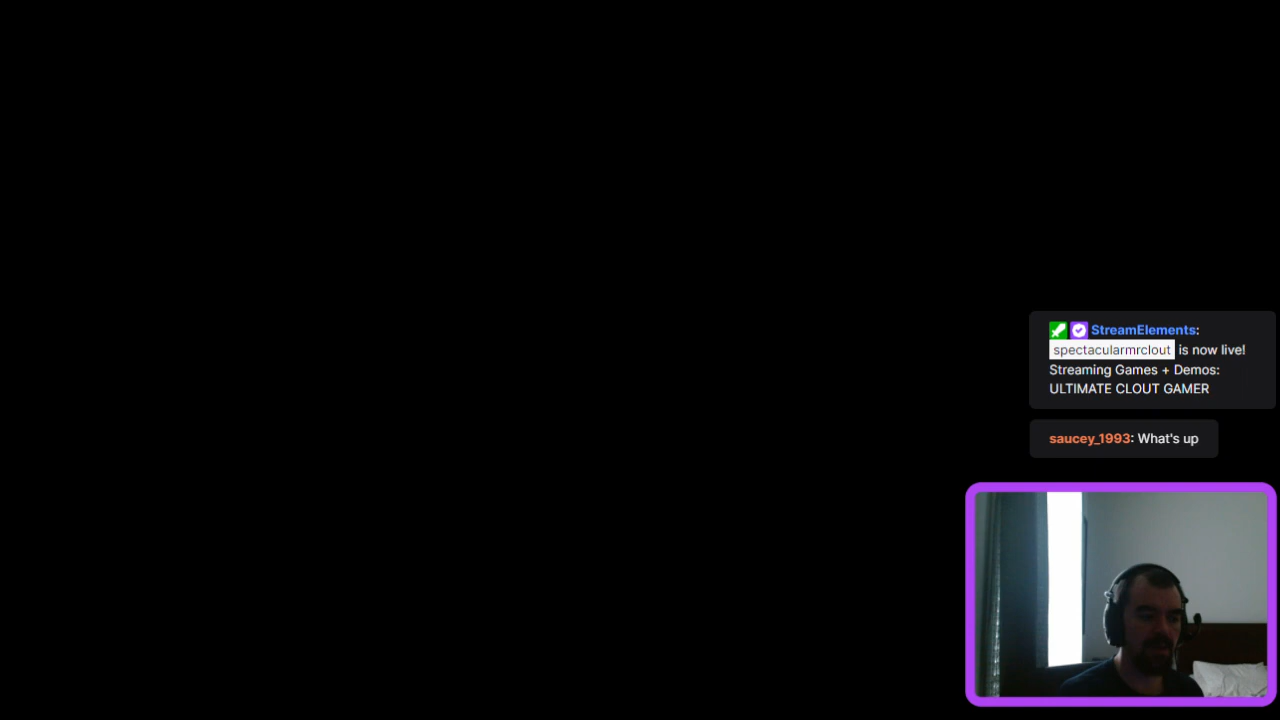 StreamElements:
spectacularmrclout is now live!
Streaming Games + Demos:
ULTIMATE CLOUT GAMER
saucey_1993: What's up